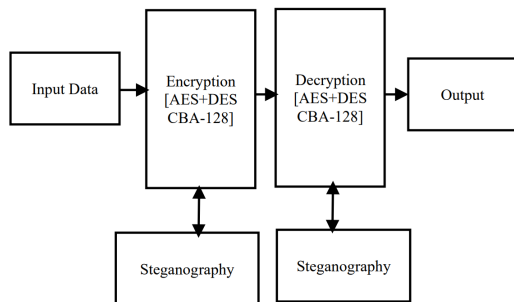 Input Data
Encryption
[AES+DES
CBA-128]
Decryption
[AES+DES
CBA-128]
Output
Steganography
Steganography